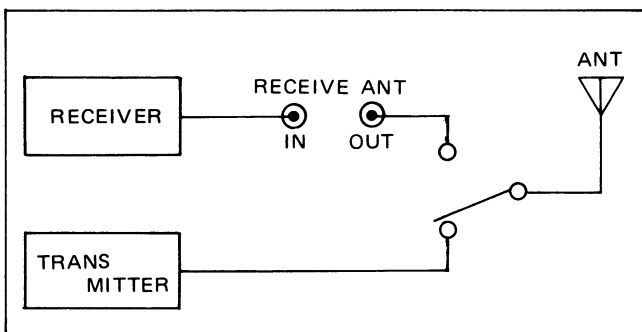 ANT
RECEIVE ANT
RECEIVER
IN
OUT
TRANS
MITTER